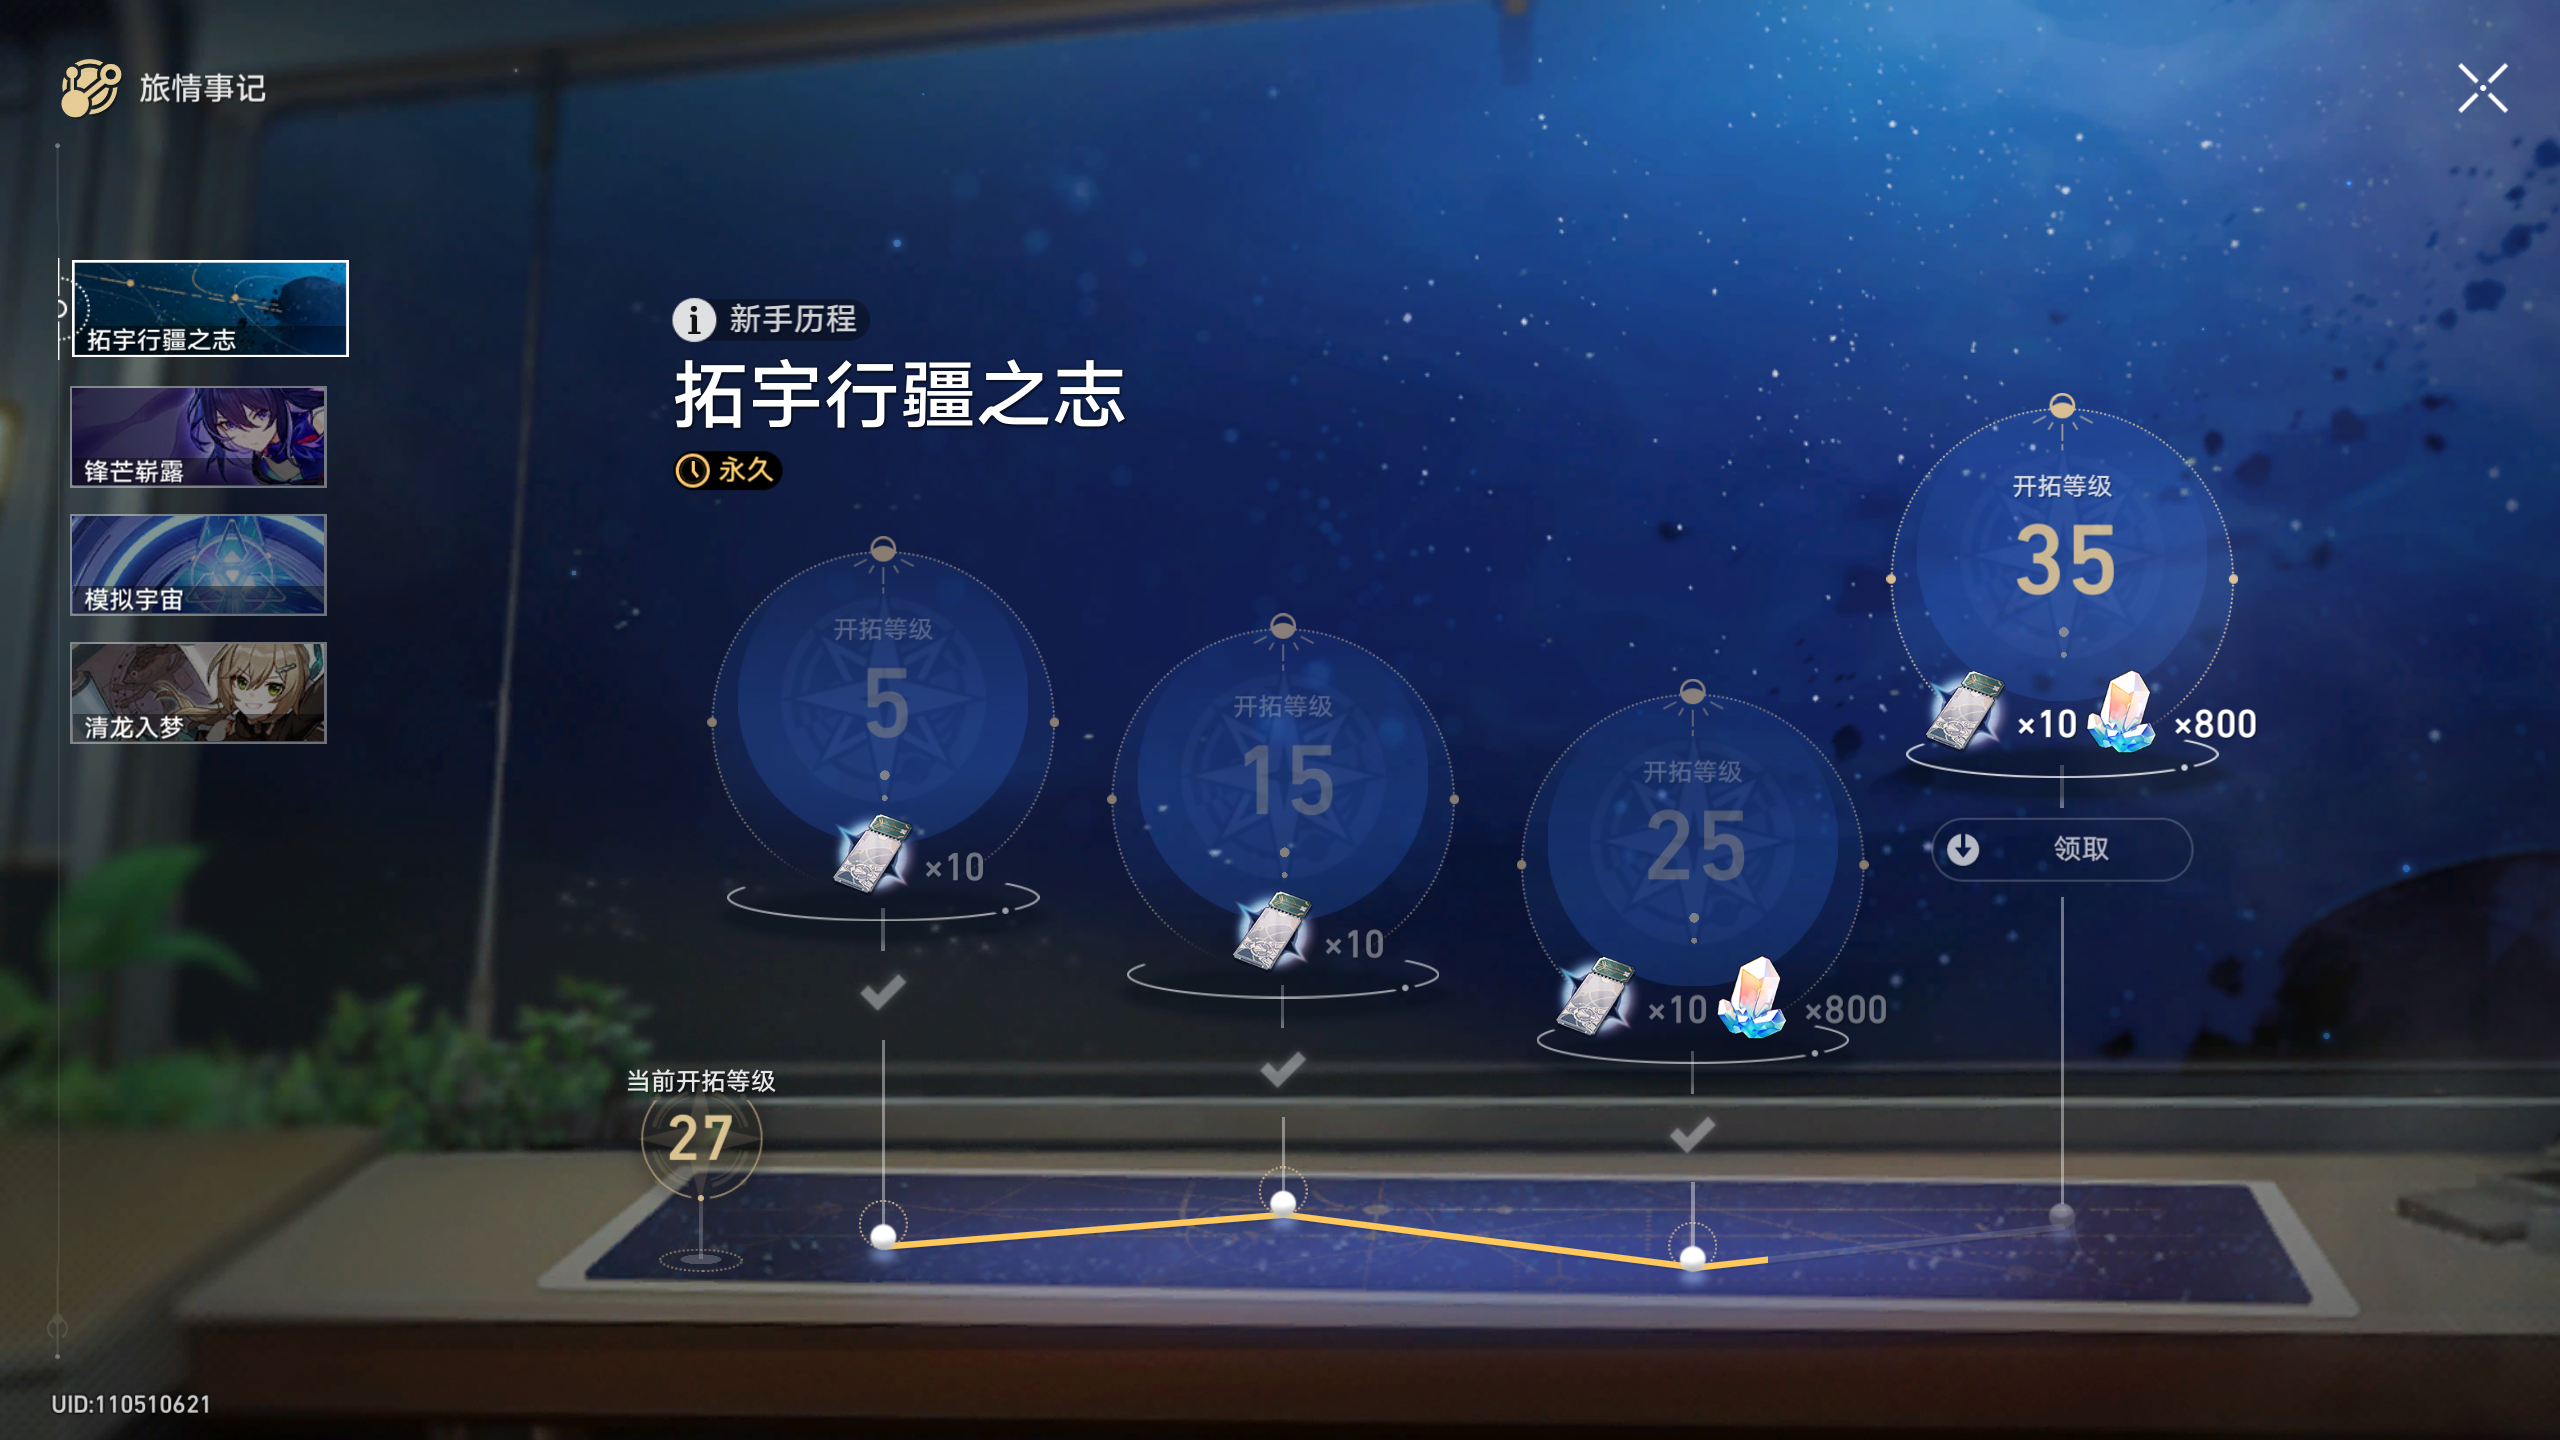 旅情事记
拓宇行疆之志
锋芒崭露
模拟宇宙
清龙入梦
新手历程
拓宇行疆之志
永久
开拓等级
5
×10
开拓等级
15
×10
开拓等级
25
×10 ×800
开拓等级
35
×10 ×800
领取
当前开拓等级
27
UID:110510621